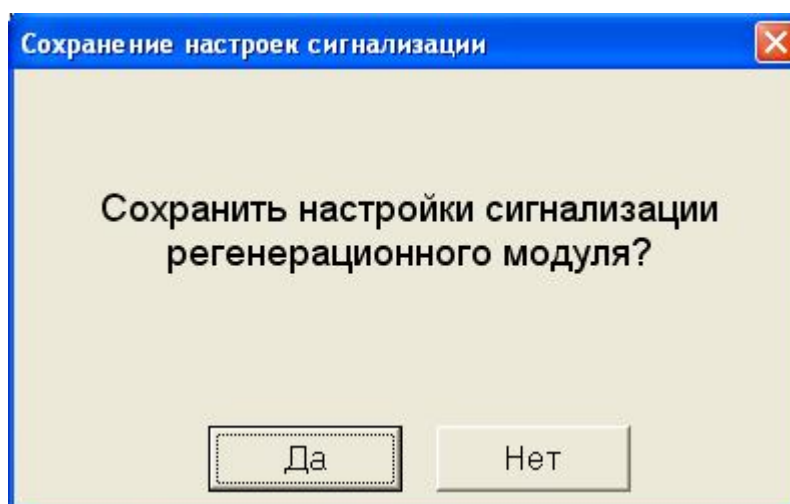 Сохранение настроек сигнализации
Сохранить настройки сигнализации
регенерационного модуля?
Да
Нет